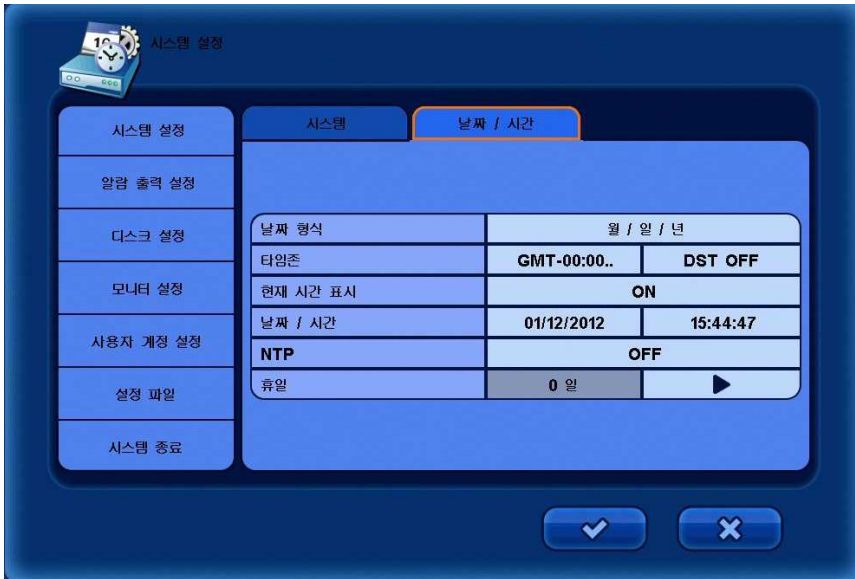 시스템 설정
시스템 설정
알람 출력 설정
디스크 설정
모니터 설정
사용자 계정 설정
설정 파일
시스템 종료
시스템
날짜 / 시간
날짜 형식 월 / 일 / 년
타임존 GMT-00:00.. DST OFF
현재 시간 표시 ON
날짜 / 시간 01/12/2012 15:44:47
NTP OFF
휴일 0 일